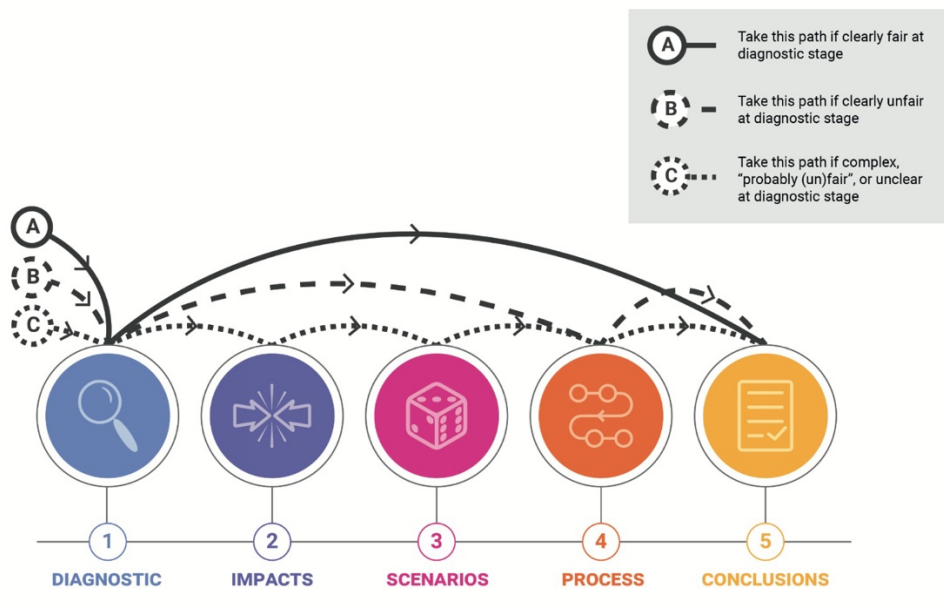 A
Take this path if clearly fair at
diagnostic stage
B
Take this path if clearly unfair
at diagnostic stage
C
Take this path if complex,
“probably (un)fair”, or unclear
at diagnostic stage
A
B
C
1
2
3
4
5
DIAGNOSTIC
IMPACTS
SCENARIOS
PROCESS
CONCLUSIONS